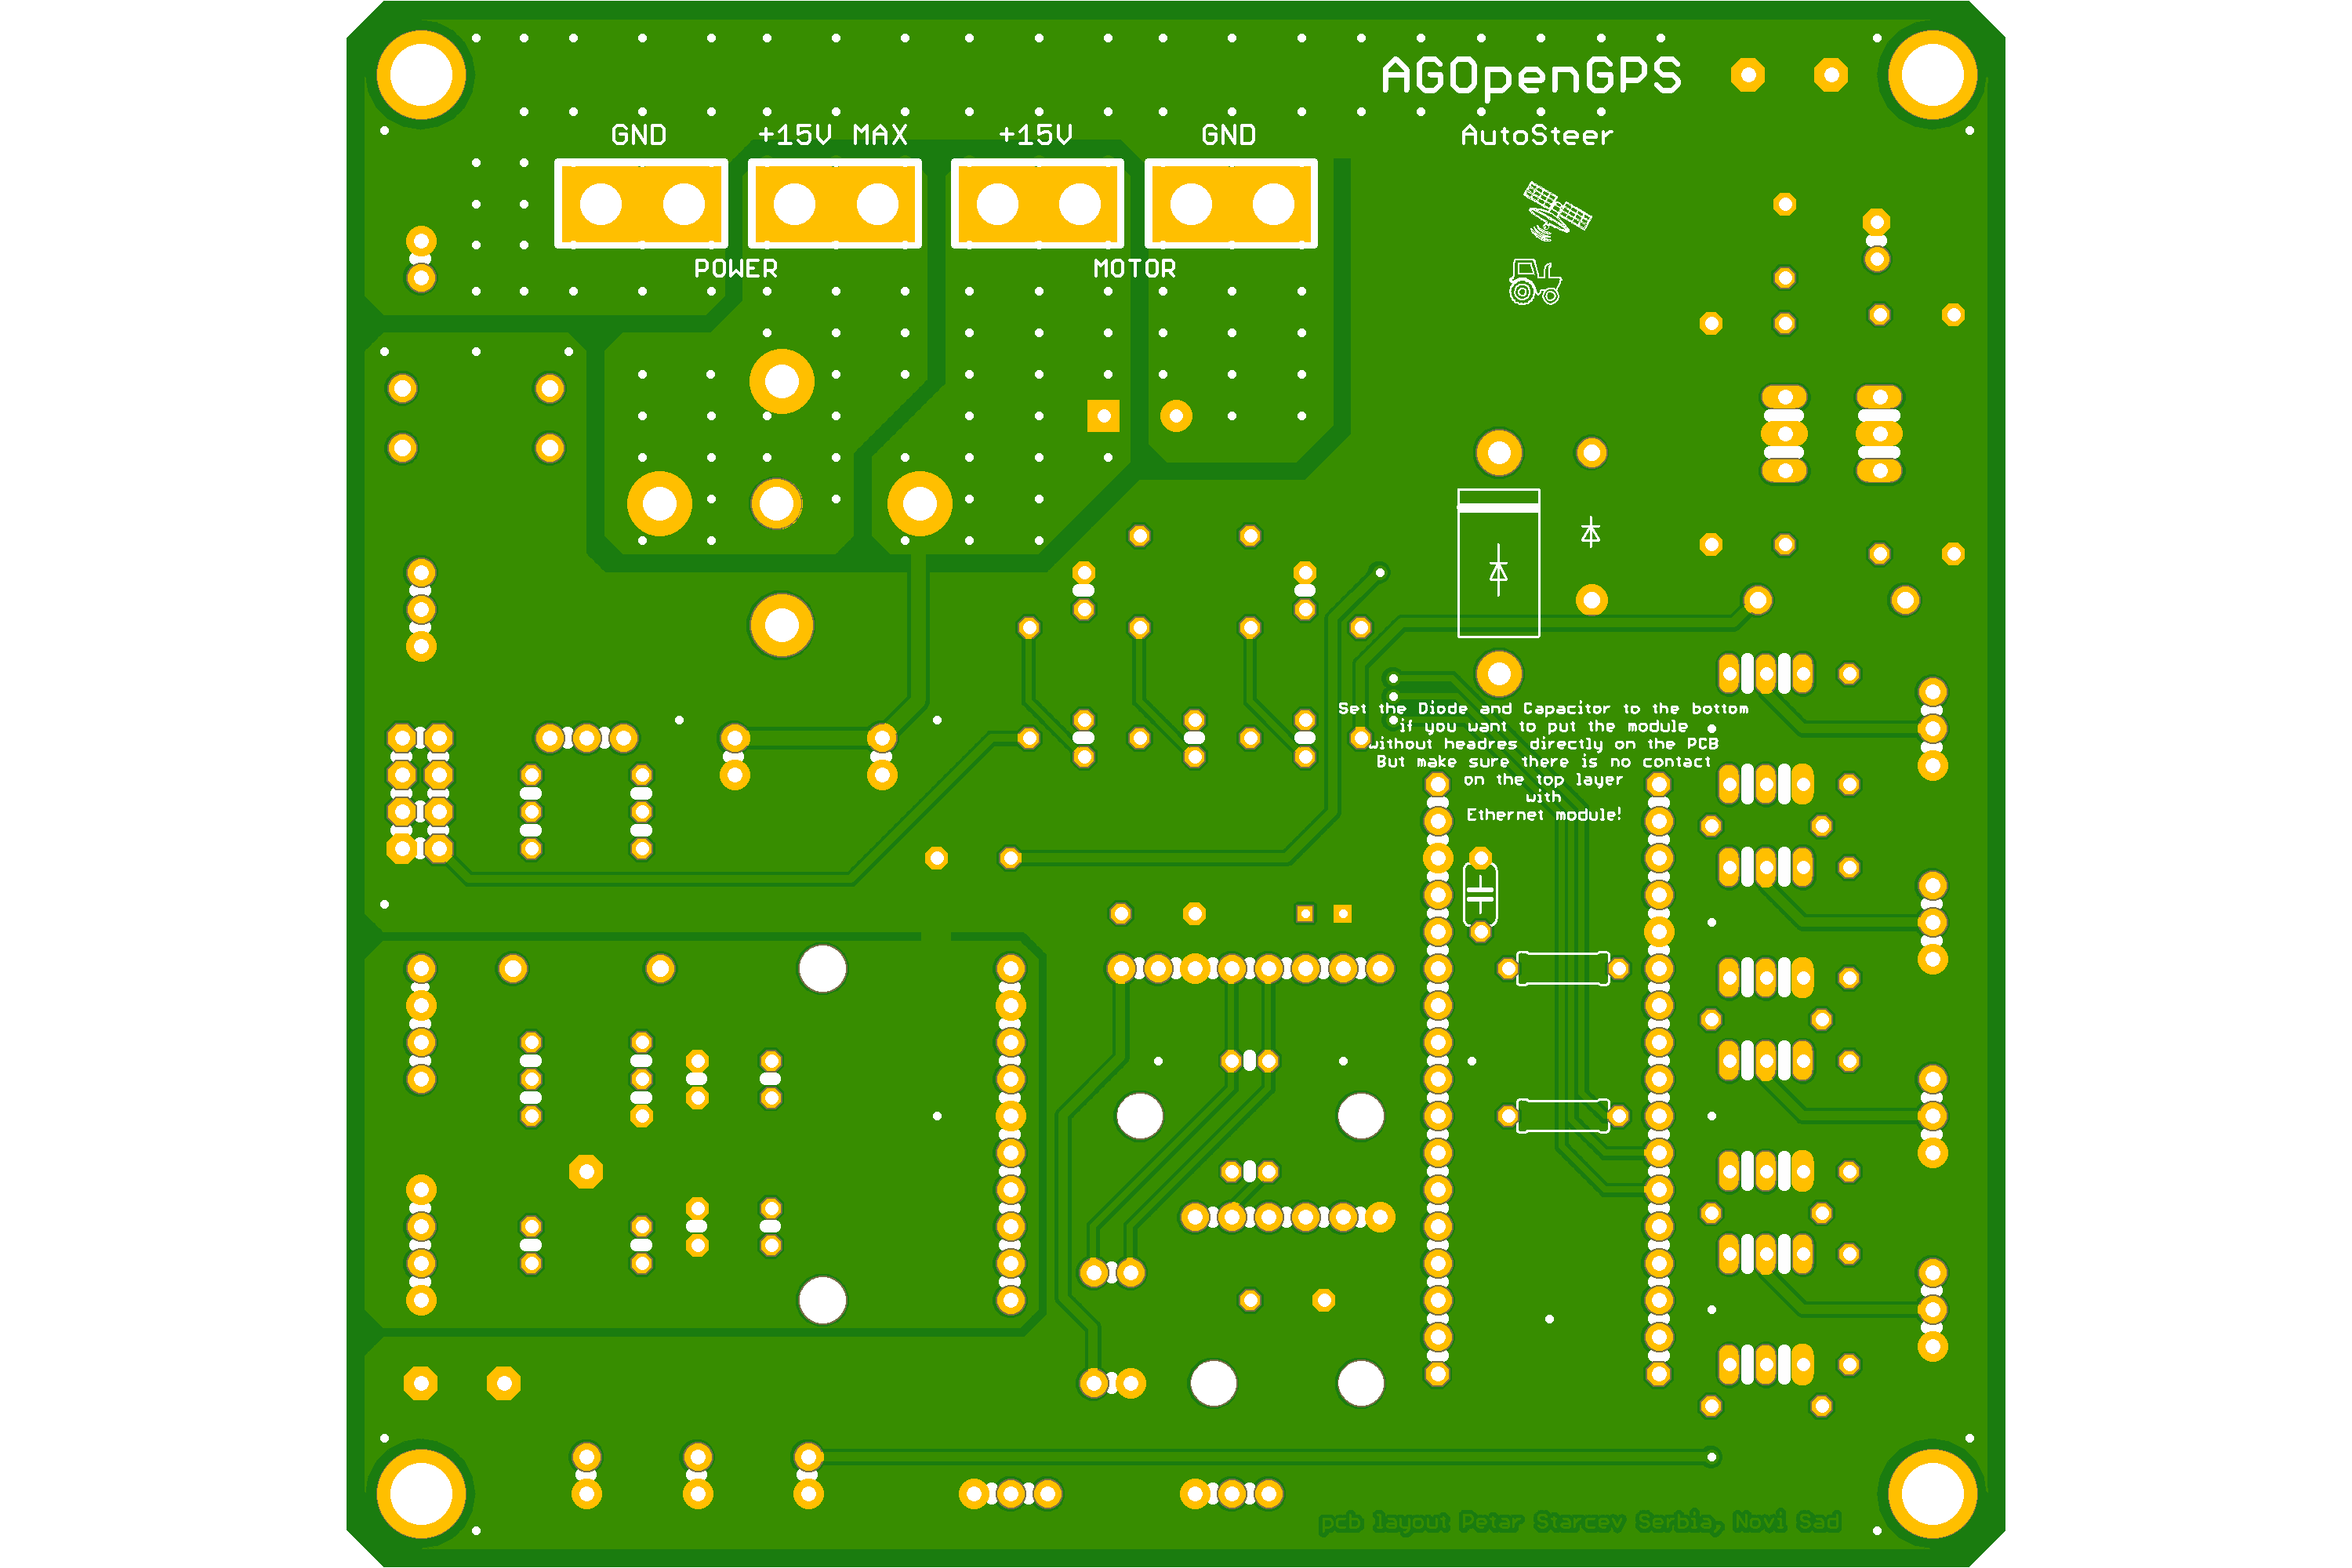 AGOpenGPS
GND
+15V MAX
+15V
GND
AutoSteer
POWER
MOTOR
Set the Diode and Capacitor to the bottom
if you want to put the module
without headres directly on the PCB
But make sure there is no contact
on the top layer
with
Ethernet module!
pcb layout Petar Starcev Serbia, Novi Sad